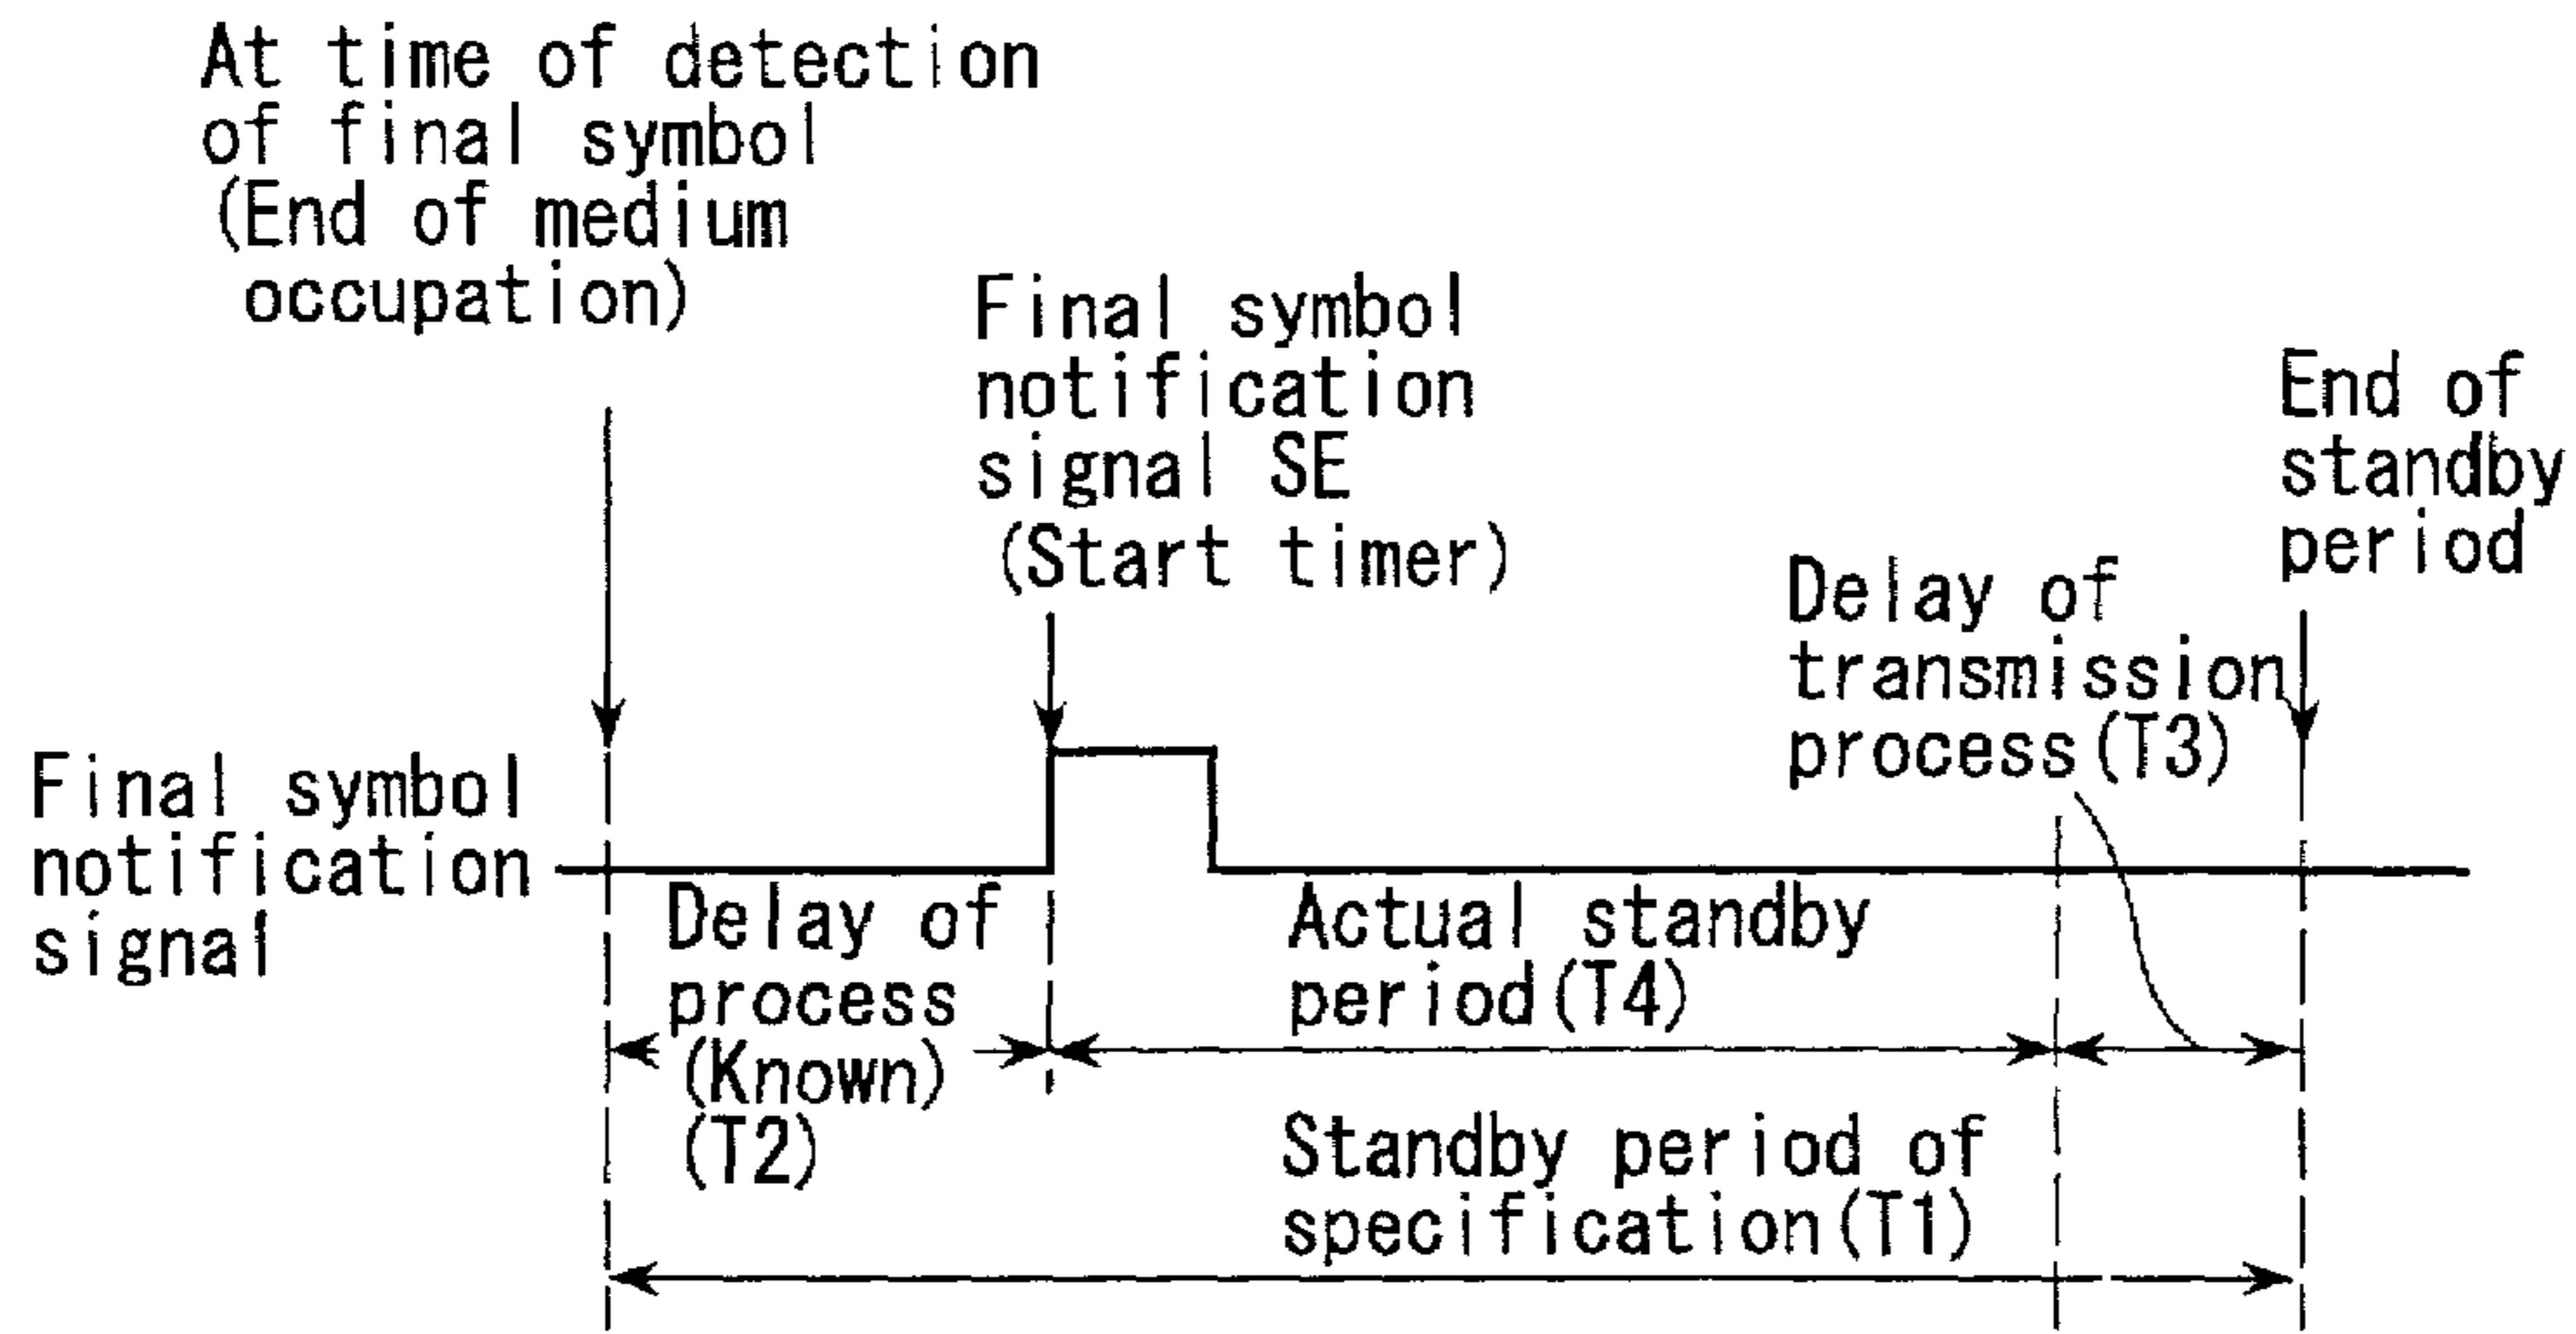 At time of detection
of final symbol
(End of medium
occupation)
Final symbol
notification
signal SE
(Start timer)
End of
standby
period
Delay of
transmission
process(T3)
Final symbol
notification
signal
Delay of
process
(Known)
(T2)
Actual standby
period(T4)
Standby period of
specification(T1)